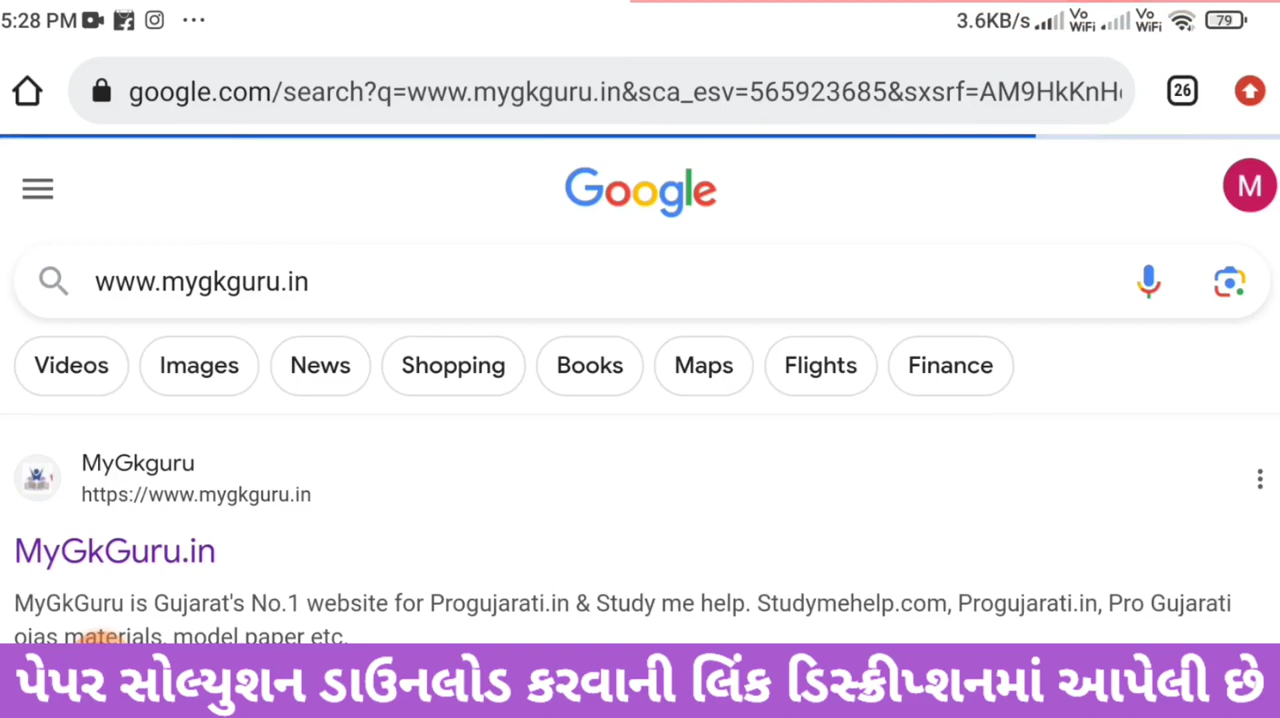 5:28 PM
3.6KB/s Vo WiFi Vo WiFi 79
google.com/search?q=www.mygkguru.in&sca_esv=565923685&sxsrf=AM9HkKnH
26
Google
M
www.mygkguru.in
Videos Images News Shopping Books Maps Flights Finance
MyGkguru
https://www.mygkguru.in
MyGkGuru.in
MyGkGuru is Gujarat's No.1 website for Progujarati.in & Study me help. Studymehelp.com, Progujarati.in, Pro Gujarati
ojas materials, model paper etc.
પેપર સોલ્યુશન ડાઉનલોડ કરવાની લિંક ડિસ્ક્રીપ્શનમાં આપેલી છે